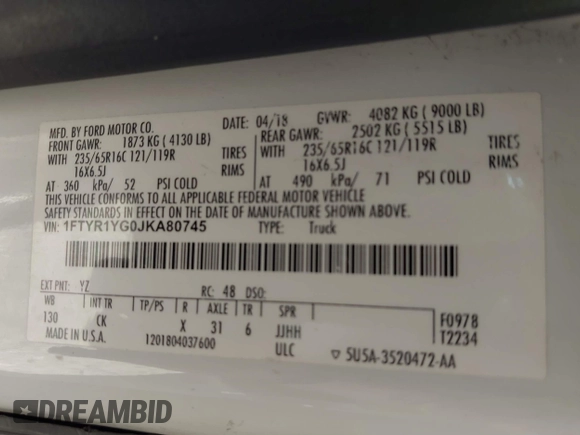 MFD. BY FORD MOTOR CO.
DATE: 04/18 GVWR: 4082 KG ( 9000 LB)
FRONT GAWR: 1873 KG ( 4130 LB)
REAR GAWR: 2502 KG ( 5515 LB)
WITH 235/65R16C 121/119R TIRES
WITH 235/65R16C 121/119R TIRES
16X6.5J RIMS
16X6.5J RIMS
AT 360 kPa/ 52 PSI COLD
AT 490 kPa/ 71 PSI COLD
THIS VEHICLE CONFORMS TO ALL APPLICABLE FEDERAL MOTOR VEHICLE
SAFETY STANDARDS IN EFFECT ON THE DATE OF MANUFACTURE SHOWN ABOVE.
VIN: 1FTYR1YG0JKA80745
TYPE: Truck
EXT PNT: YZ RC: 48 DSO:
WB INT TR TP/PS R AXLE TR SPR
130 CK X 31 6 JJHH
F0978
T2234
MADE IN U.S.A. 1201804037600 ULC
5U5A-3520472-AA
DREAMBID